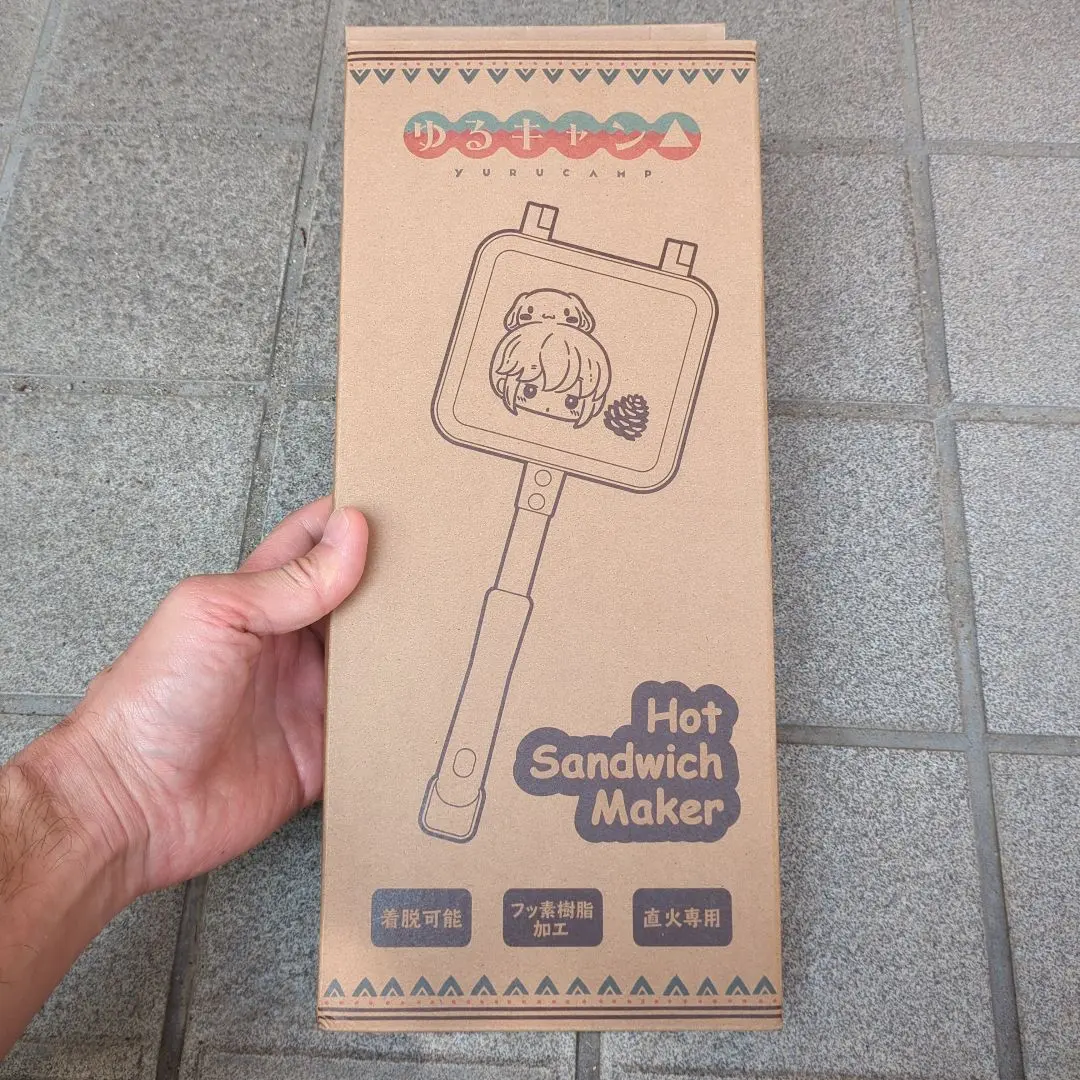 ゆるキャン△
YURUCAMP
Hot
Sandwich
Maker
着脱可能
フッ素樹脂
加工
直火専用